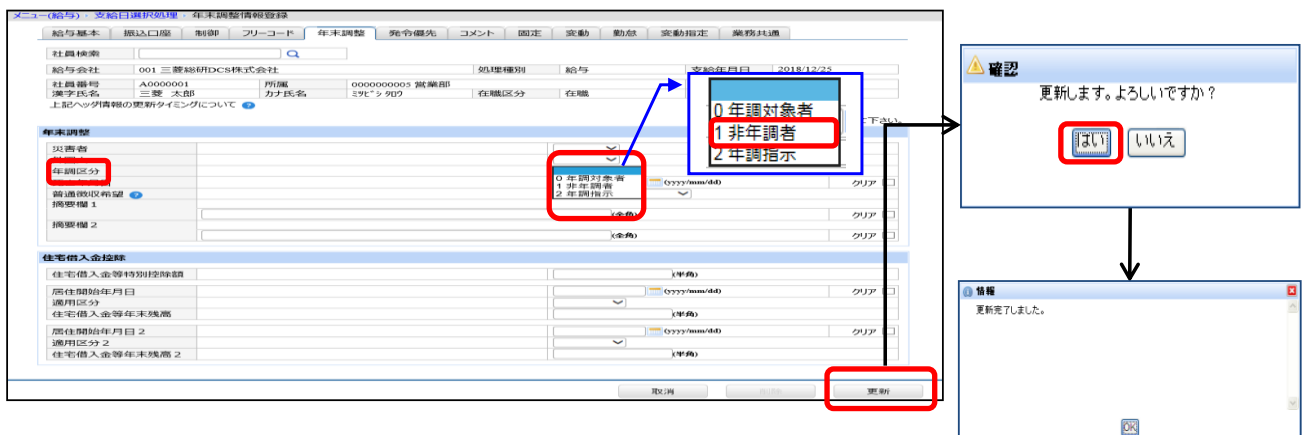 メニュー(給与) · 支給日選択処理 · 年末調整情報登録
給与基本 振込口座 制御 フリーコード 年末調整 発令優先 コメント 固定 変動 勤怠 変動指定 業務共通
社員検索
給与会社 001 三菱総研DCS株式会社 処理種別 給与 支給年月日 2018/12/25
社員番号 A0000001 所属 0000000005 営業部
漢字氏名 三菱 太郎 カナ氏名 ミツビシ タロウ 在職区分 在職
上記ヘッダ情報の更新タイミングについて
下さい。
年末調整
災害者
年調区分
0 年調対象者
1 非年調者
2 年調指示
(yyyy/mm/dd) クリア
普通徴収希望
摘要欄 1
(全角) クリア
摘要欄 2
(全角) クリア
住宅借入金控除
住宅借入金等特別控除額 (半角)
居住開始年月日 (yyyy/mm/dd) クリア
適用区分
住宅借入金等年末残高 (半角)
居住開始年月日 2 (yyyy/mm/dd) クリア
適用区分 2
住宅借入金等年末残高 2 (半角)
取消 削除 更新
0 年調対象者
1 非年調者
2 年調指示
確認
更新します。よろしいですか?
はい いいえ
情報
更新完了しました。
OK